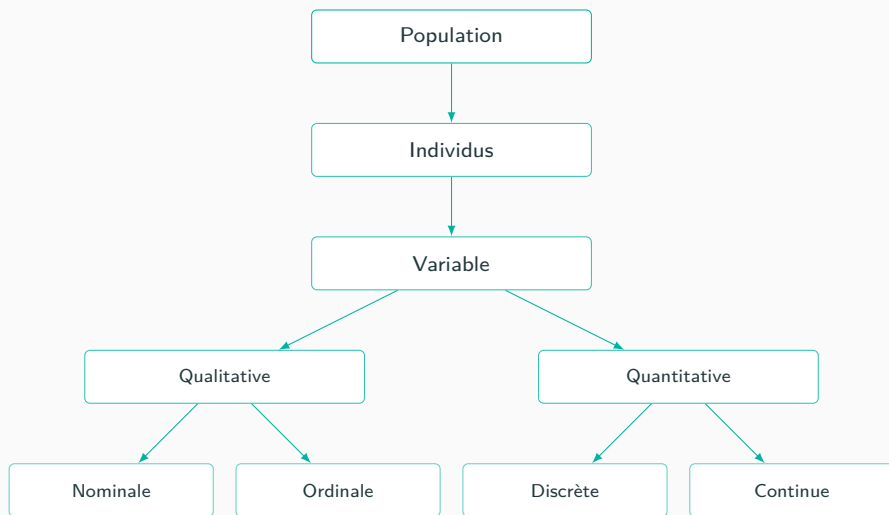 Population
Individus
Variable
Qualitative
Quantitative
Nominale
Ordinale
Discrète
Continue